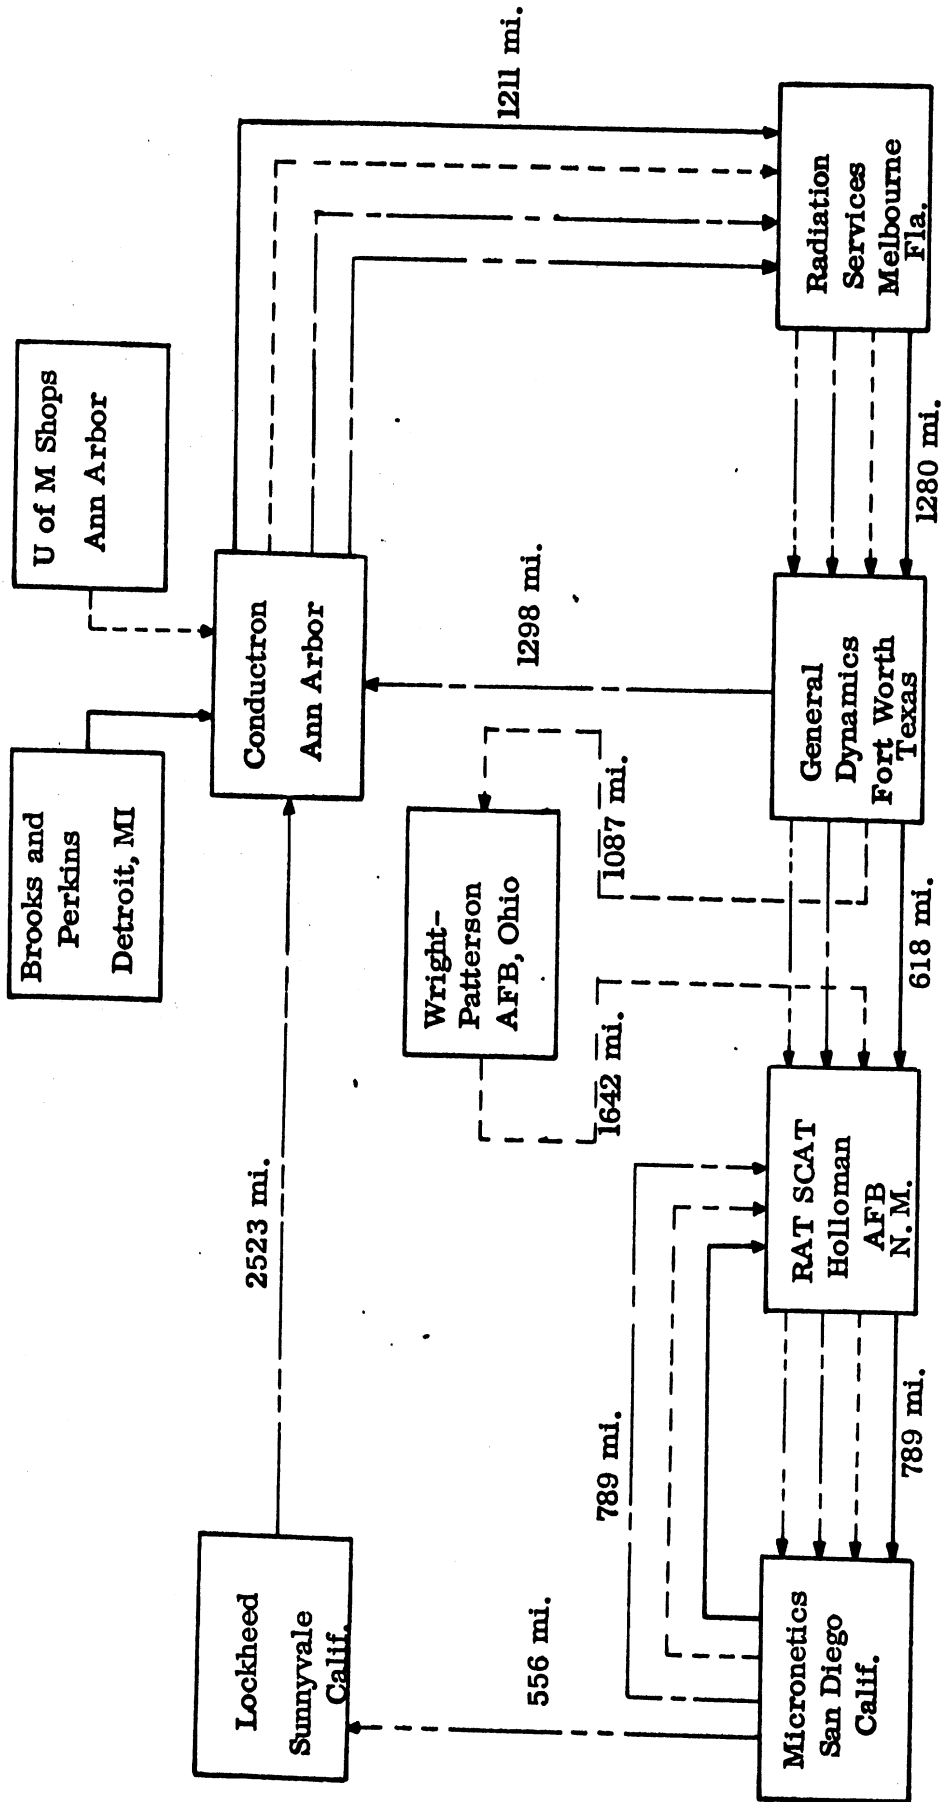 Brooks and
Perkins
Detroit, MI
U of M Shops
Ann Arbor
Lockheed
Sunnyvale
Calif.
2523 mi.
Conductron
Ann Arbor
1211 mi.
Wright-
Patterson
AFB, Ohio
1298 mi.
556 mi.
789 mi.
1642 mi.
1087 mi.
Micronetics
San Diego
Calif.
RAT SCAT
Holloman
AFB
N. M.
General
Dynamics
Fort Worth
Texas
Radiation
Services
Melbourne
Fla.
789 mi.
618 mi.
1280 mi.